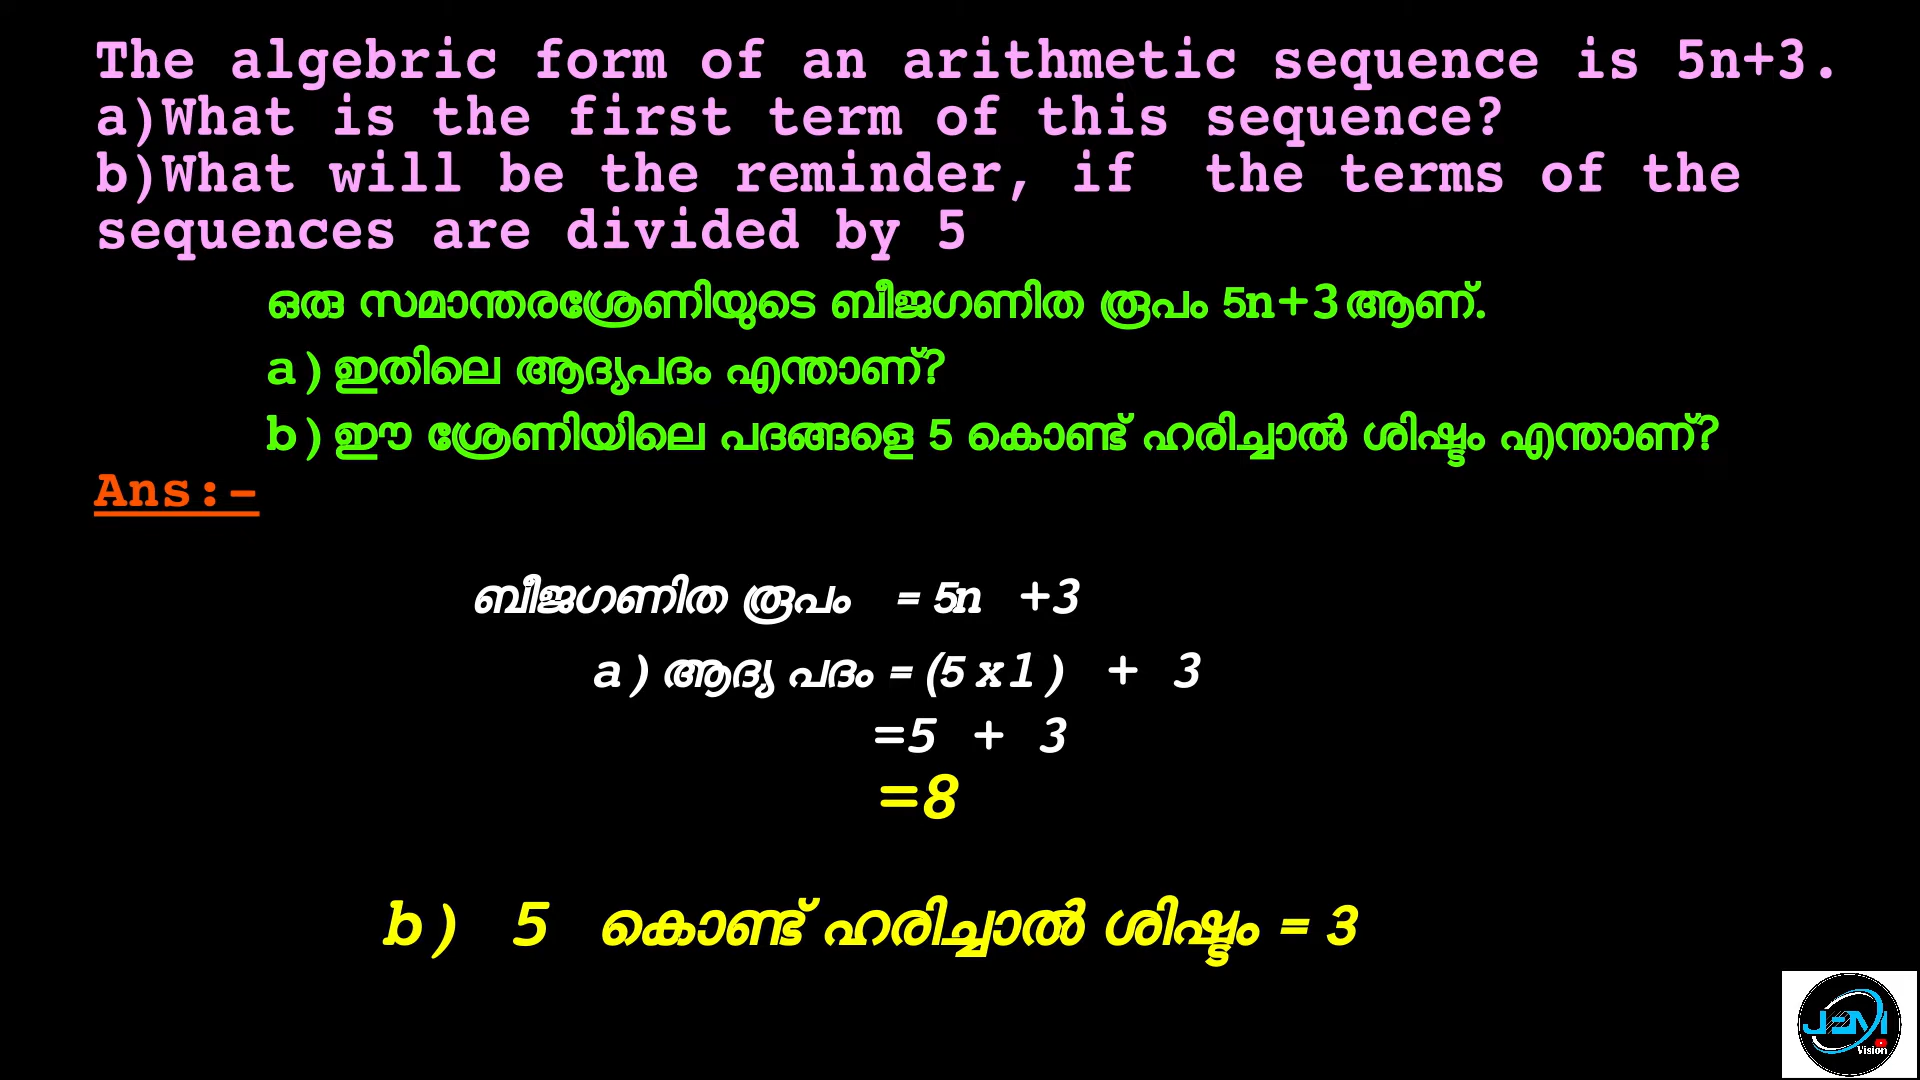 The algebric form of an arithmetic sequence is 5n+3.
a)What is the first term of this sequence?
b)What will be the reminder, if the terms of the
sequences are divided by 5
ഒരു സമാന്തരശ്രേണിയുടെ ബീജഗണിത രൂപം 5n+3 ആണ്.
a) ഇതിലെ ആദ്യപദം എന്താണ്?
b) ഈ ശ്രേണിയിലെ പദങ്ങളെ 5 കൊണ്ട് ഹരിച്ചാൽ ശിഷ്ടം എന്താണ്?
Ans:-
ബീജഗണിത രൂപം = 5n +3
a) ആദ്യ പദം = (5 x1) + 3
=5 + 3
=8
b) 5 കൊണ്ട് ഹരിച്ചാൽ ശിഷ്ടം = 3
Vision